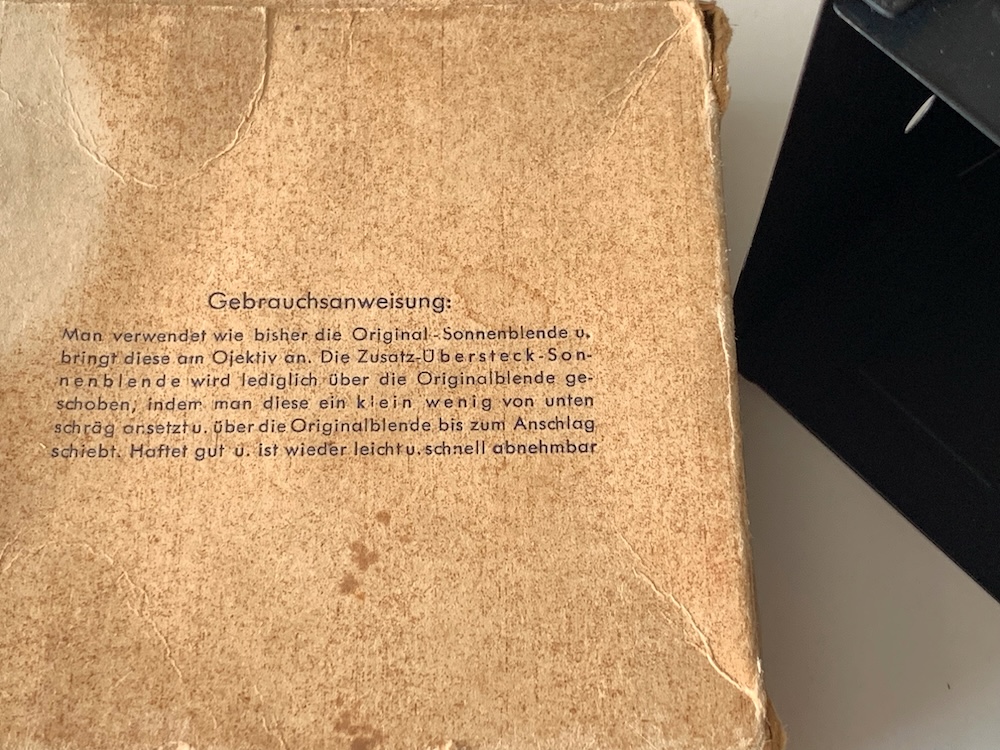 Gebrauchsanweisung:
Man verwendet wie bisher die Original-Sonnenblende u.
bringt diese am Ojektiv an. Die Zusatz-Übersteck-Son-
nenblende wird lediglich über die Originalblende ge-
schoben, indem man diese ein klein wenig von unten
schräg ansetzt u. über die Originalblende bis zum Anschlag
schiebt. Haftet gut u. ist wieder leicht u. schnell abnehmbar